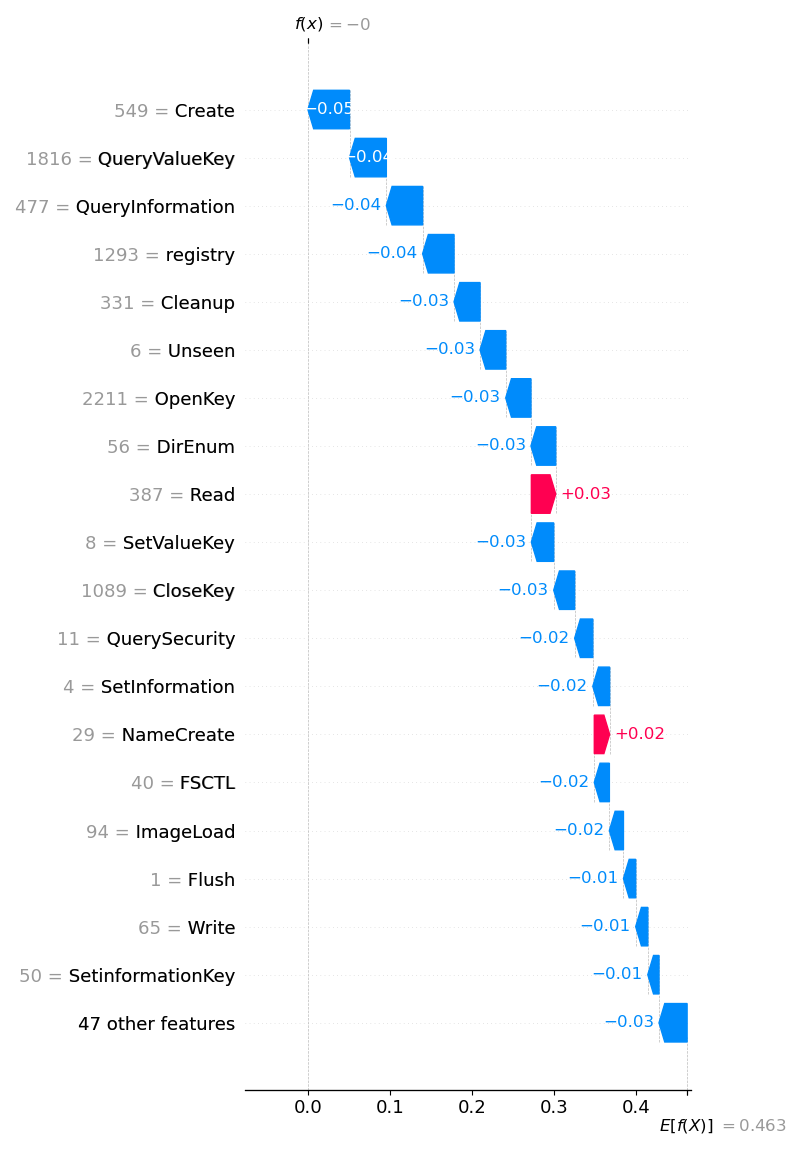 f(x) = −0
549 = Create −0.05
1816 = QueryValueKey −0.04
477 = QueryInformation −0.04
1293 = registry −0.04
331 = Cleanup −0.03
6 = Unseen −0.03
2211 = OpenKey −0.03
56 = DirEnum −0.03
387 = Read +0.03
8 = SetValueKey −0.03
1089 = CloseKey −0.03
11 = QuerySecurity −0.02
4 = SetInformation −0.02
29 = NameCreate +0.02
40 = FSCTL −0.02
94 = ImageLoad −0.02
1 = Flush −0.01
65 = Write −0.01
50 = SetinformationKey −0.01
47 other features −0.03
0.0 0.1 0.2 0.3 0.4
E[f(X)] = 0.463